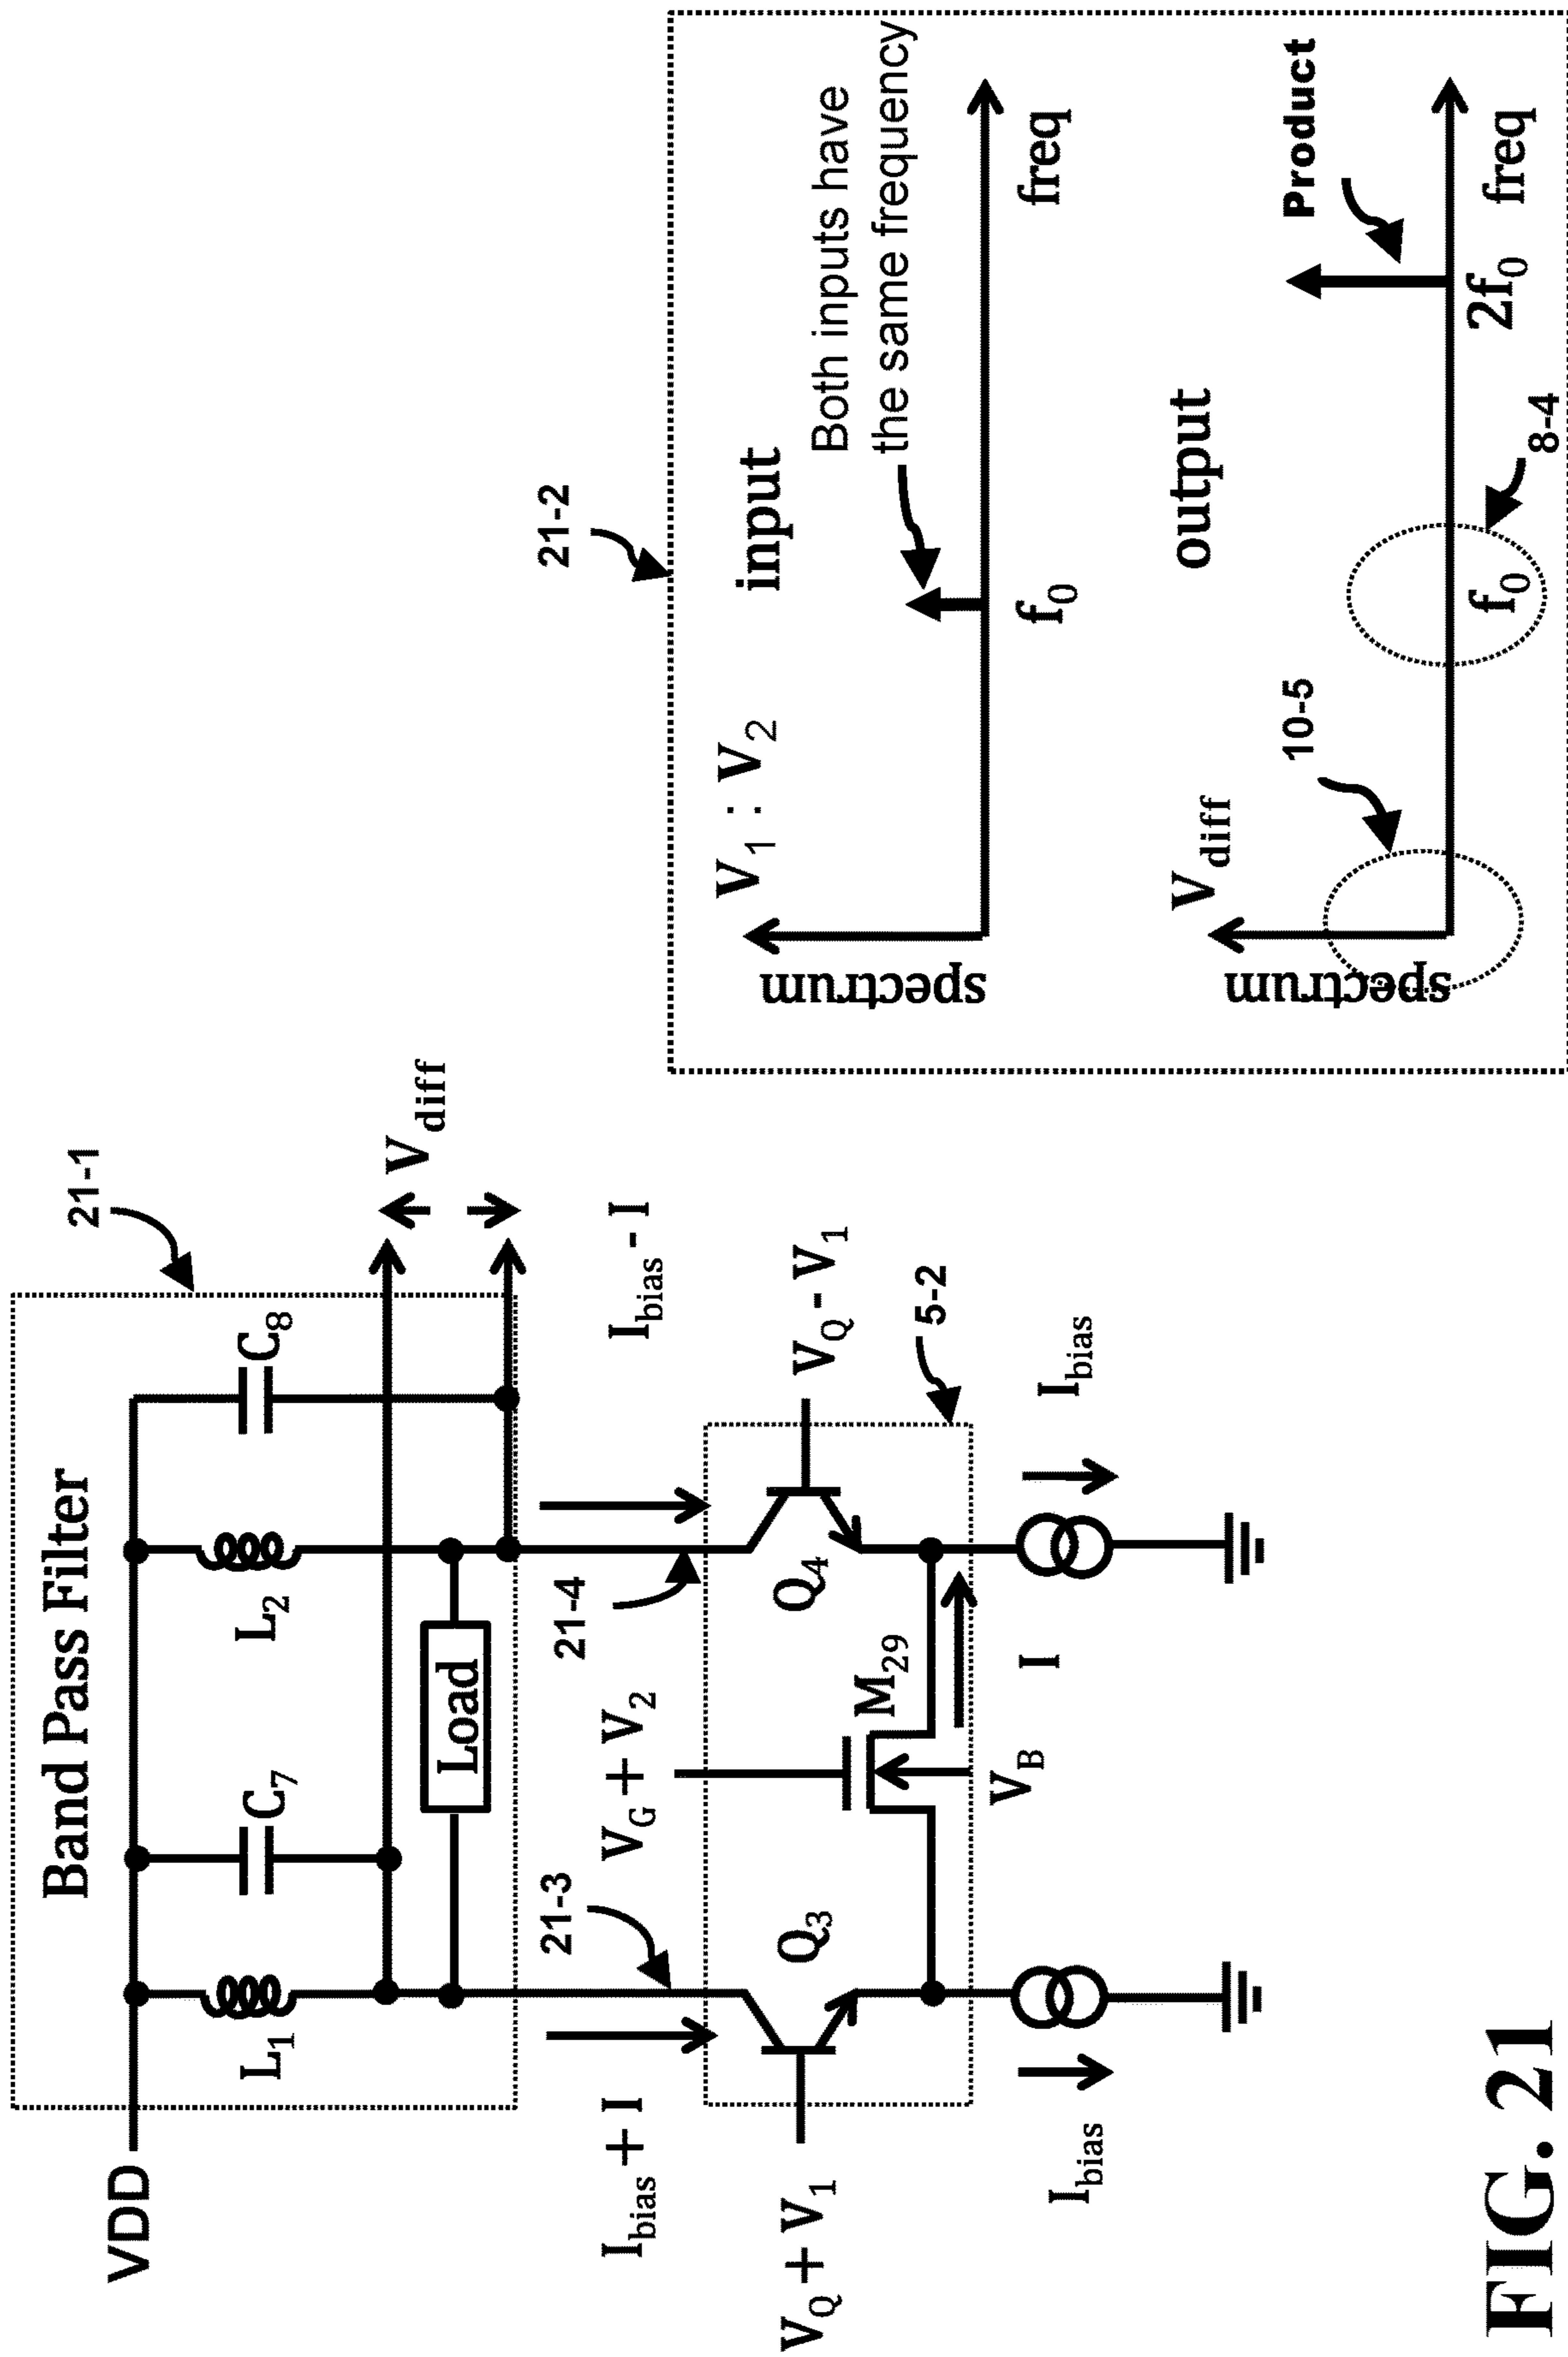 21-1
Band Pass Filter
VDD
L1
C7
L2
C8
Load
Vdiff
Ibias + I
21-3
VG + V2
21-4
Ibias - I
VQ + V1
Q3
M29
Q4
VQ - V1
5-2
VB
I
Ibias
Ibias
21-2
V1 : V2
input
Both inputs have
the same frequency
spectrum
f0
freq
Vdiff
output
10-5
Product
spectrum
f0
8-4
2f0
freq
FIG. 21